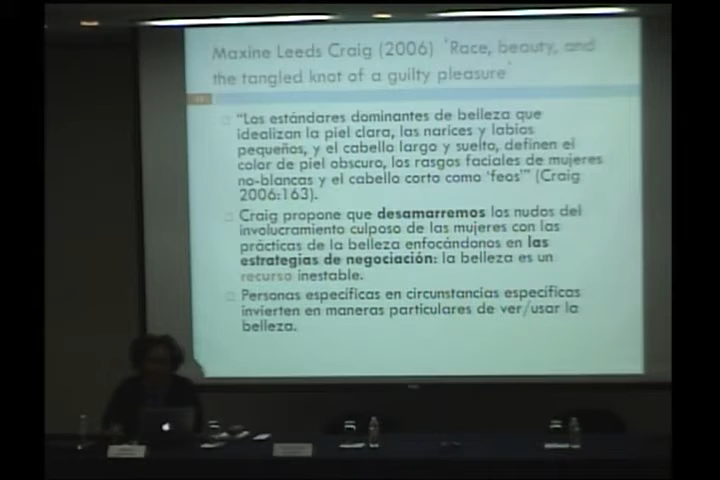 Maxine Leeds Craig (2006) 'Race, beauty, and
the tangled knot of a guilty pleasure'
"Los estándares dominantes de belleza que
idealizan la piel clara, las narices y labios
pequeños, y el cabello largo y suelto, definen el
color de piel obscuro, los rasgos faciales de mujeres
no-blancas y el cabello corto como 'feos'" (Craig
2006:163).
Craig propone que desamarremos los nudos del
involucramiento culposo de las mujeres con las
prácticas de la belleza enfocándonos en las
estrategias de negociación: la belleza es un
recurso inestable.
Personas específicas en circunstancias específicas
invierten en maneras particulares de ver/usar la
belleza.